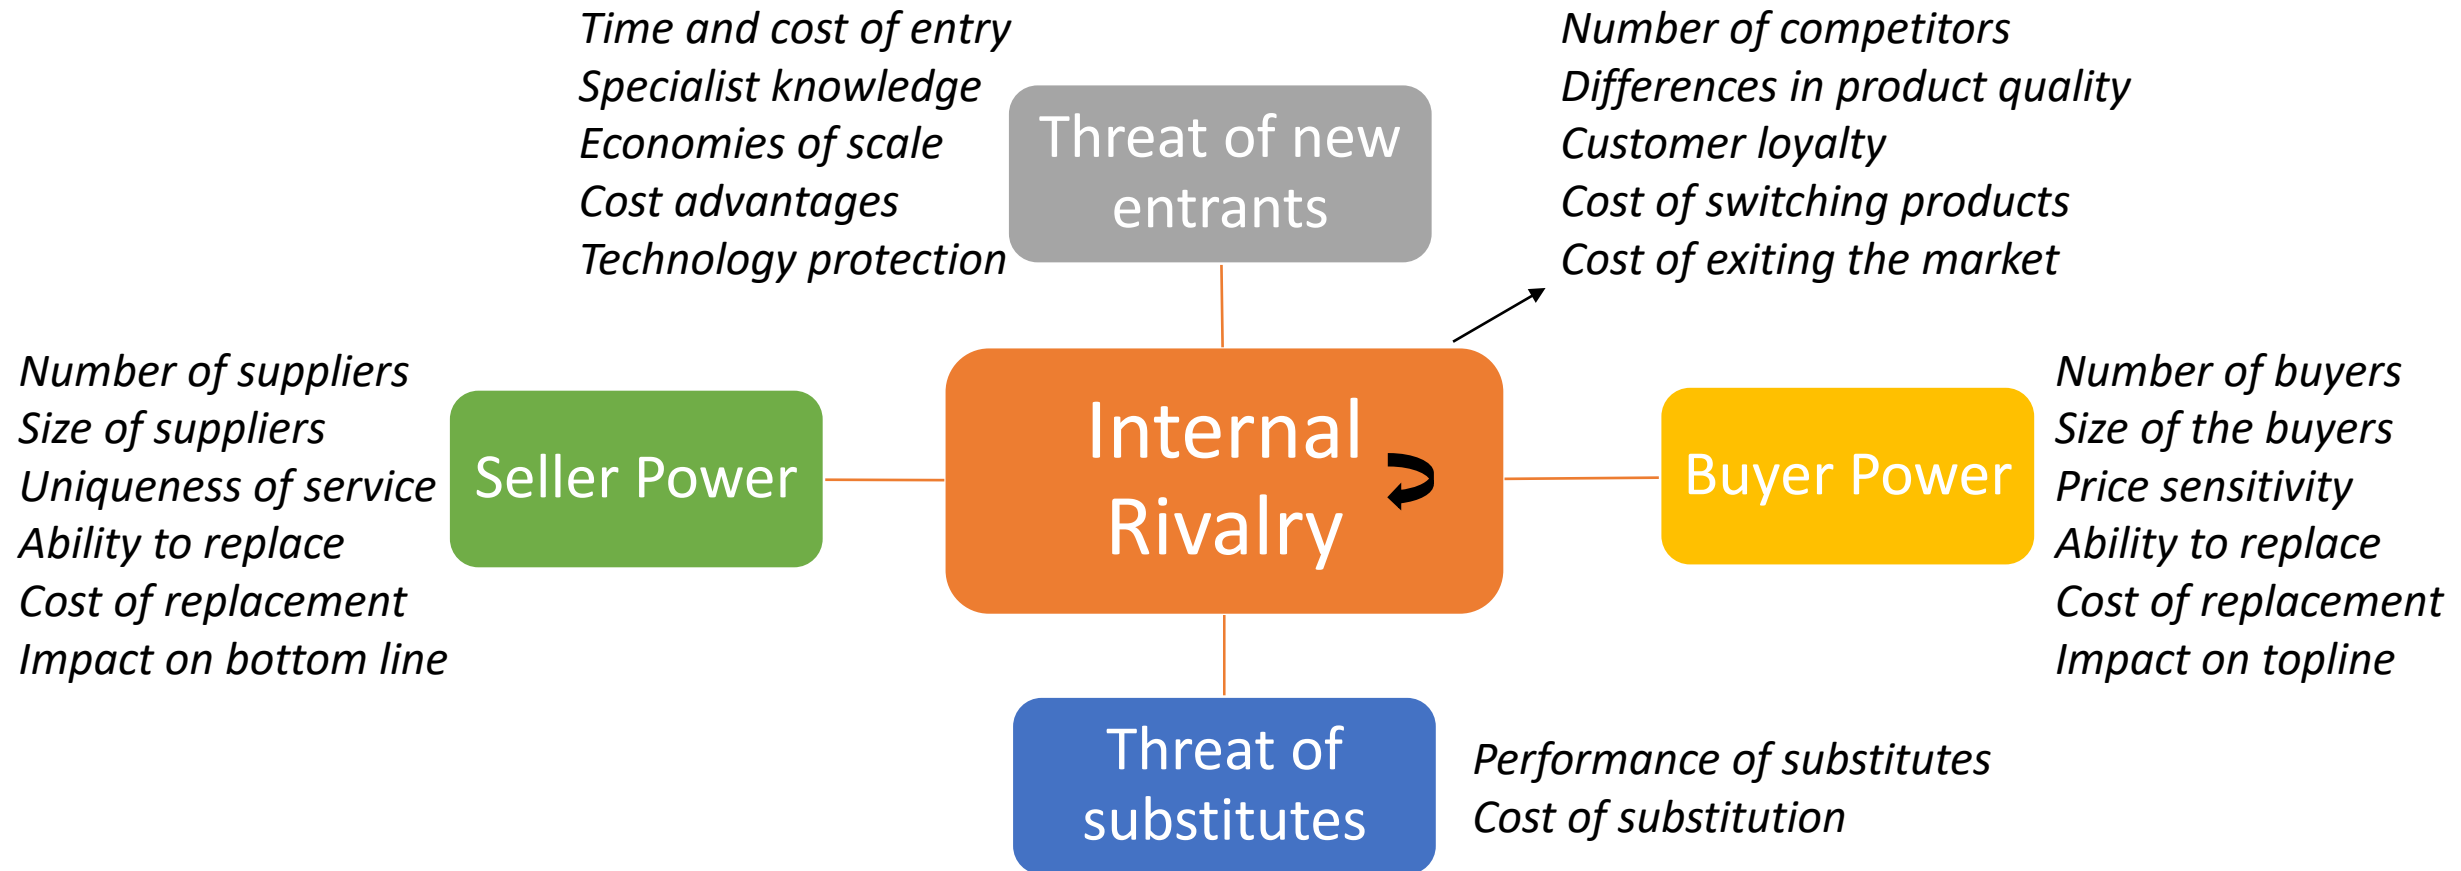 Time and cost of entry
Specialist knowledge
Economies of scale
Cost advantages
Technology protection
Threat of new
entrants
Number of competitors
Differences in product quality
Customer loyalty
Cost of switching products
Cost of exiting the market
Number of suppliers
Size of suppliers
Uniqueness of service
Ability to replace
Cost of replacement
Impact on bottom line
Seller Power
Internal
Rivalry
Buyer Power
Number of buyers
Size of the buyers
Price sensitivity
Ability to replace
Cost of replacement
Impact on topline
Threat of
substitutes
Performance of substitutes
Cost of substitution